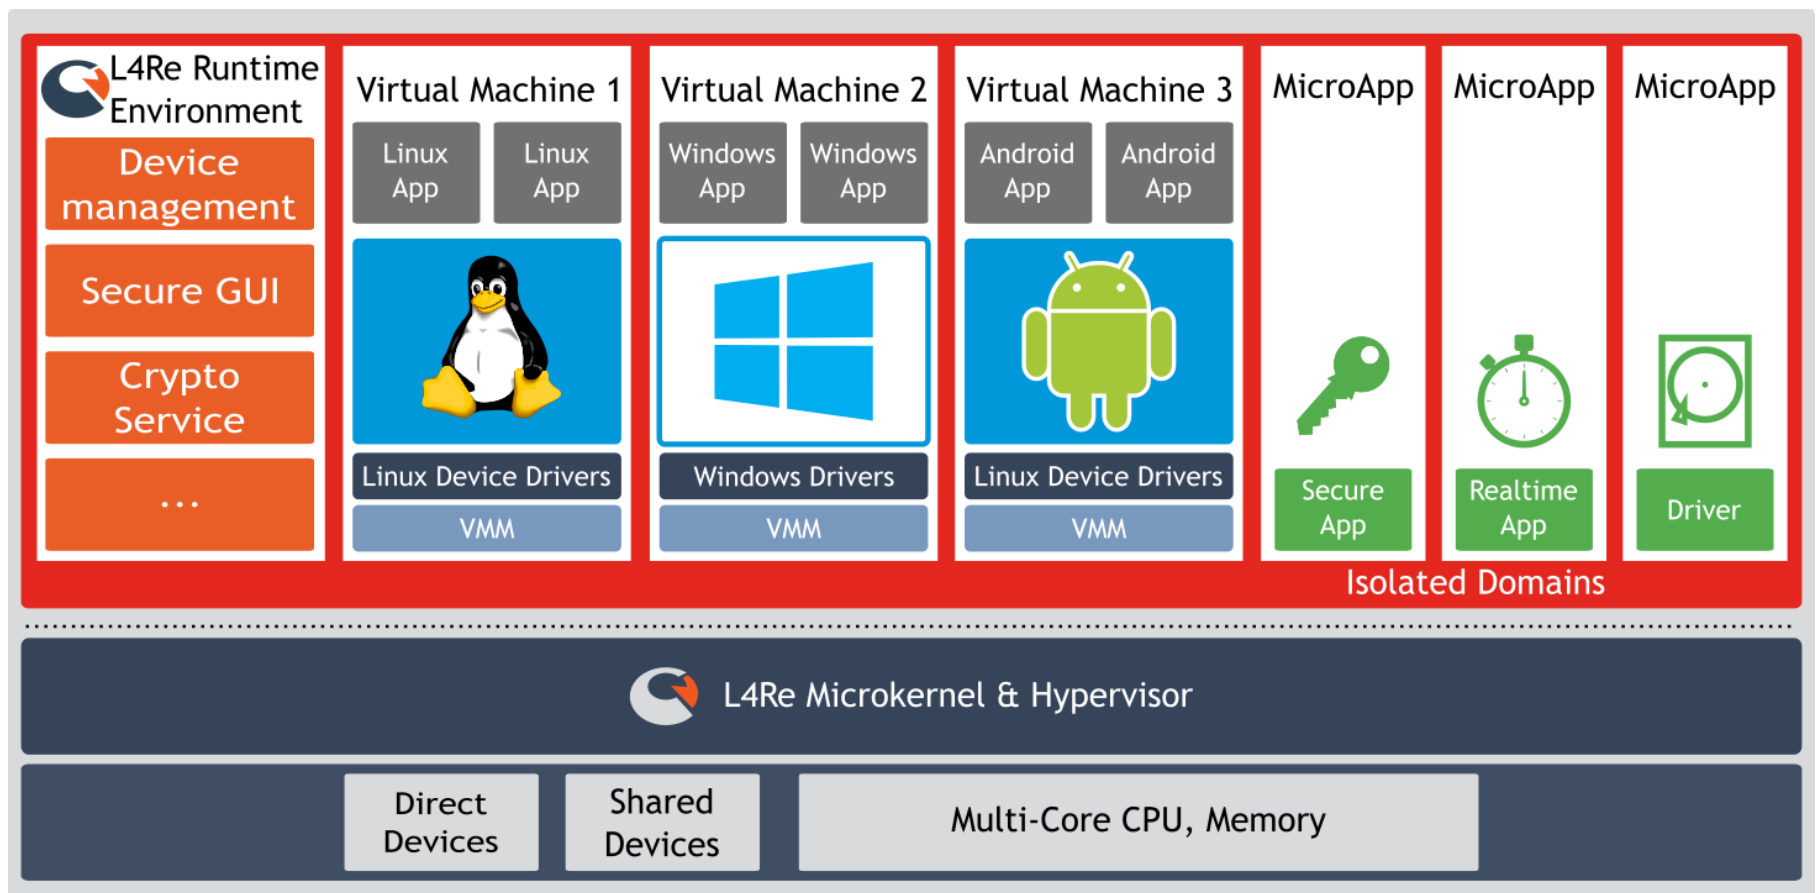 L4Re Runtime
Environment
Device
management
Secure GUI
Crypto
Service
...
Virtual Machine 1
Linux
App
Linux
App
Linux Device Drivers
VMM
Virtual Machine 2
Windows
App
Windows
App
Windows Drivers
VMM
Virtual Machine 3
Android
App
Android
App
Linux Device Drivers
VMM
MicroApp
Secure
App
MicroApp
Realtime
App
MicroApp
Driver
Isolated Domains
L4Re Microkernel & Hypervisor
Direct
Devices
Shared
Devices
Multi-Core CPU, Memory